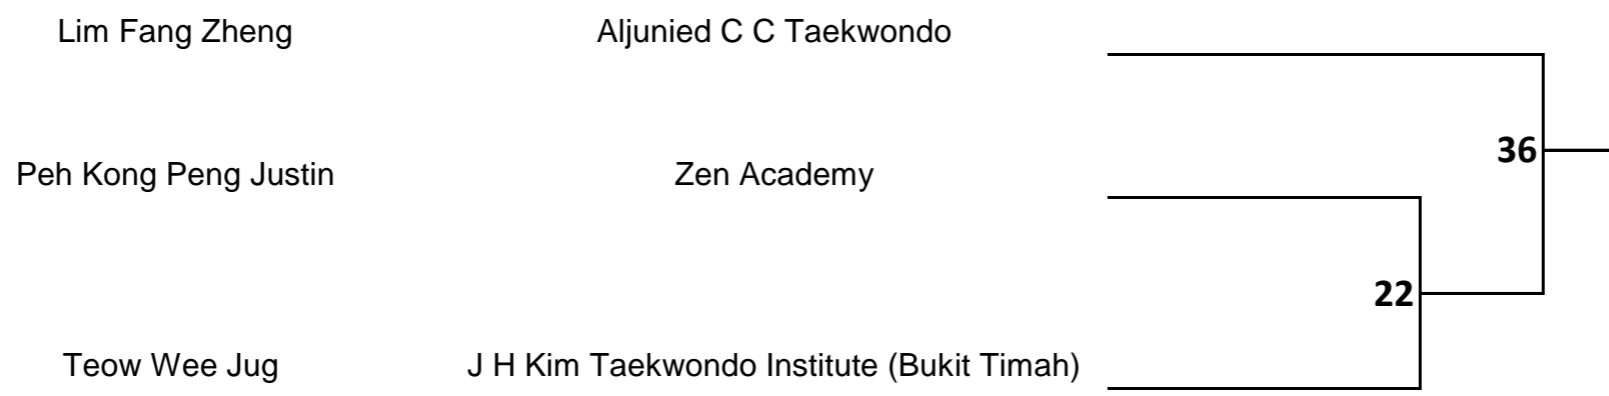 Lim Fang Zheng Aljunied C C Taekwondo
36
Peh Kong Peng Justin Zen Academy
22
Teow Wee Jug J H Kim Taekwondo Institute (Bukit Timah)